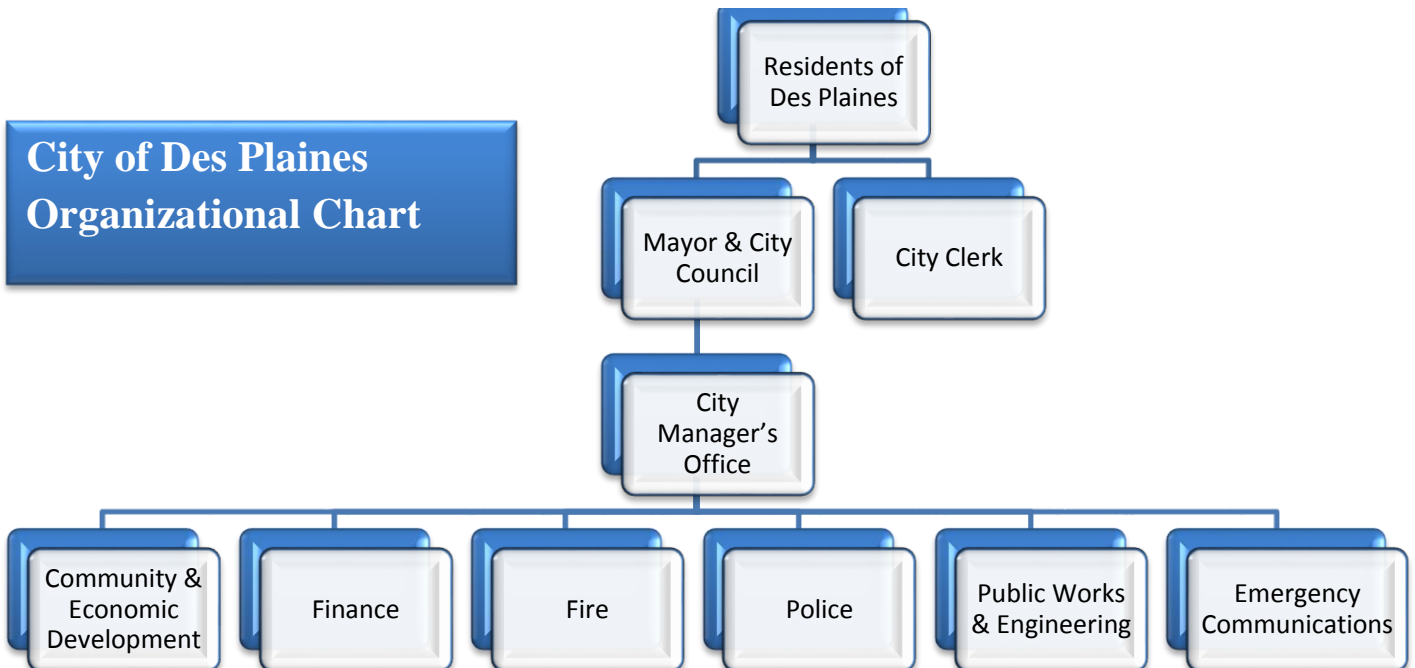 Residents of
Des Plaines
City of Des Plaines
Organizational Chart
Mayor & City
Council
City Clerk
City
Manager’s
Office
Community &
Economic
Development
Finance
Fire
Police
Public Works
& Engineering
Emergency
Communications